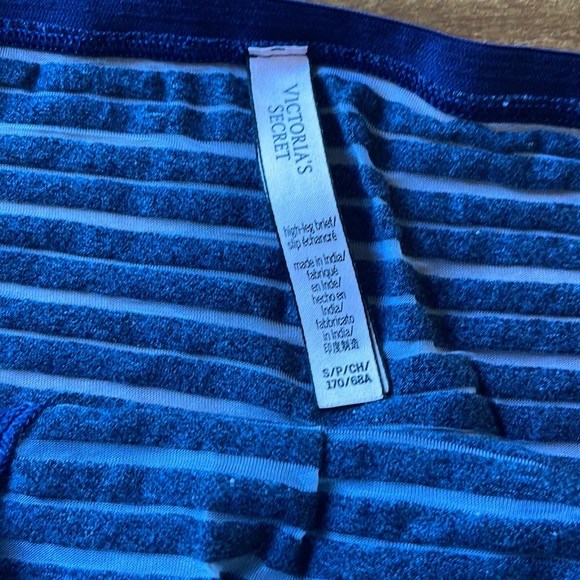 VICTORIA'S
SECRET
high-leg brief/
slip échancré
made in India/
fabriqué
en Inde/
hecho en
India/
fabbricato
in India/
印度制造
S/P/CH/
170/68A